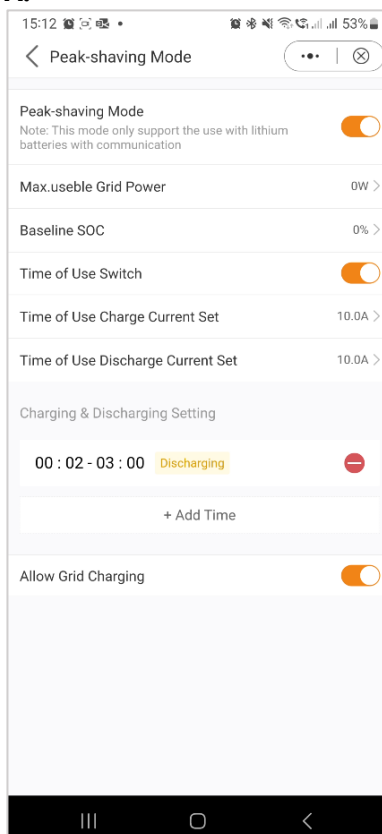 15:12 53%
Peak-shaving Mode
Peak-shaving Mode
Note: This mode only support the use with lithium
batteries with communication
Max.useble Grid Power 0W
Baseline SOC 0%
Time of Use Switch
Time of Use Charge Current Set 10.0A
Time of Use Discharge Current Set 10.0A
Charging & Discharging Setting
00 : 02 - 03 : 00 Discharging
+ Add Time
Allow Grid Charging